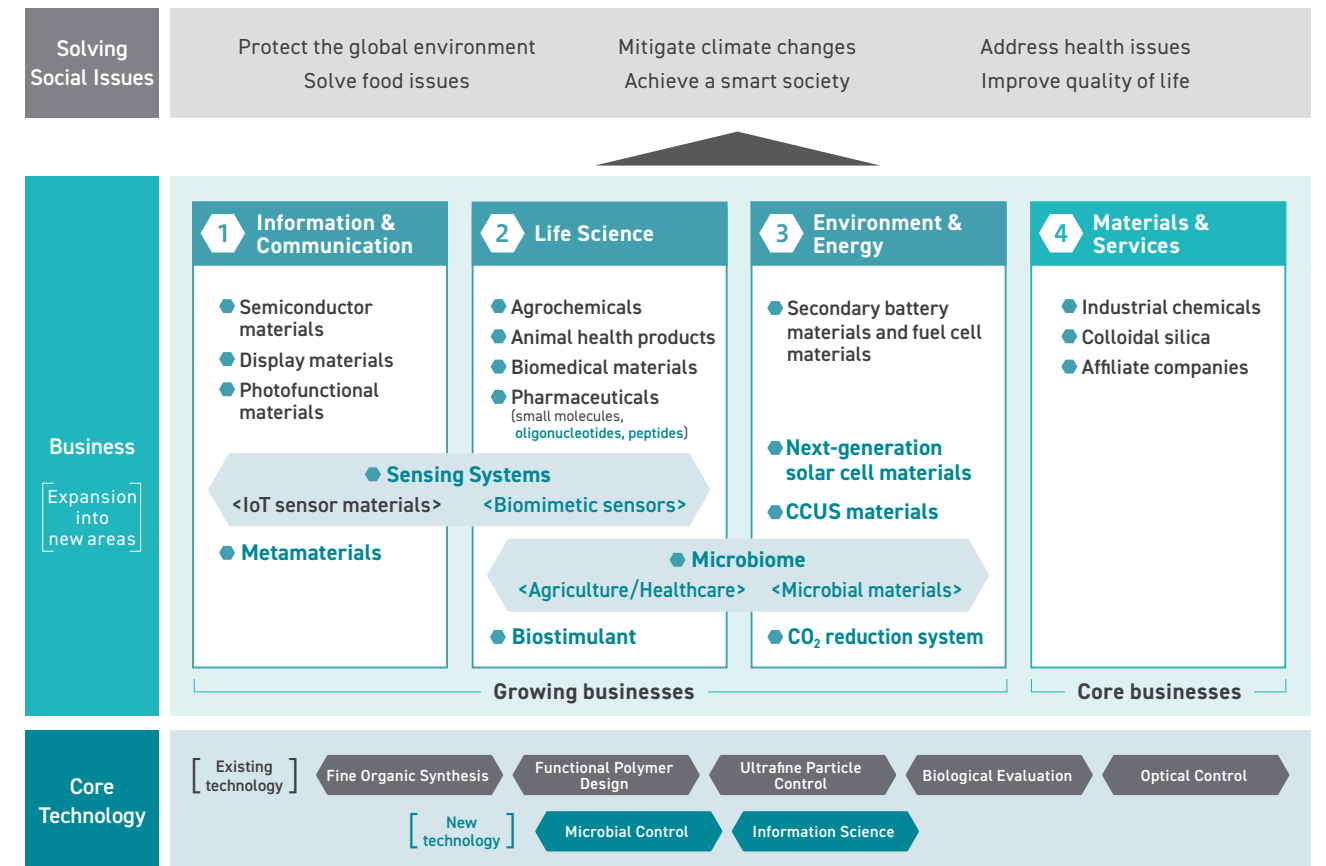 Solving
Social Issues
Protect the global environment
Solve food issues
Mitigate climate changes
Achieve a smart society
Address health issues
Improve quality of life
Business
Expansion
into
new areas
1
Information &
Communication
Semiconductor
materials
Display materials
Photofunctional
materials
2
Life Science
Agrochemicals
Animal health products
Biomedical materials
Pharmaceuticals
(small molecules,
oligonucleotides, peptides)
3
Environment &
Energy
Secondary battery
materials and fuel cell
materials
Next-generation
solar cell materials
CCUS materials
4
Materials &
Services
Industrial chemicals
Colloidal silica
Affiliate companies
Sensing Systems
<IoT sensor materials> <Biomimetic sensors>
Metamaterials
Microbiome
<Agriculture/Healthcare> <Microbial materials>
Biostimulant
CO₂ reduction system
Growing businesses
Core businesses
Core
Technology
Existing
technology
Fine Organic Synthesis
Functional Polymer
Design
Ultrafine Particle
Control
Biological Evaluation
Optical Control
New
technology
Microbial Control
Information Science